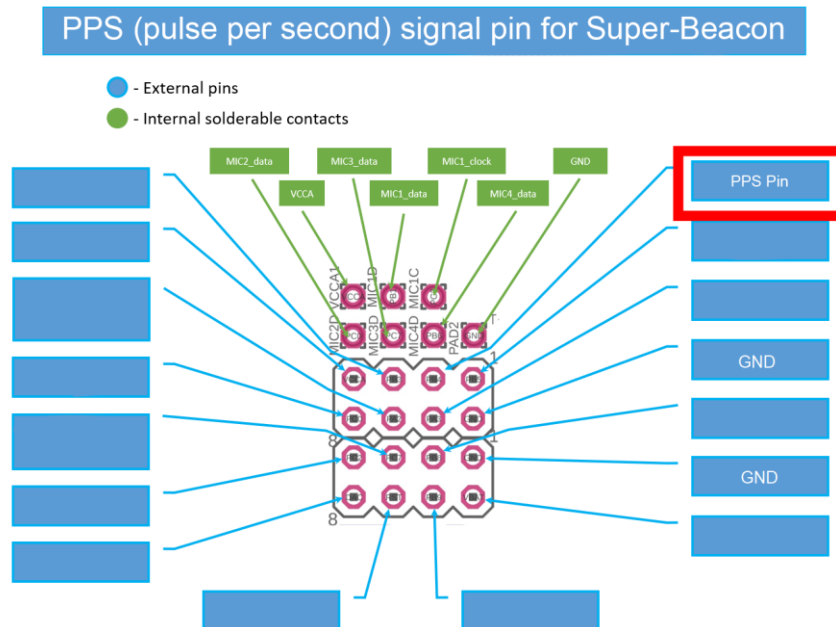 PPS (pulse per second) signal pin for Super-Beacon
- External pins
- Internal solderable contacts
MIC2_data
MIC3_data
MIC1_clock
GND
VCCA
MIC1_data
MIC4_data
PPS Pin
VCCA1
MIC1D
MIC1C
MIC2D
MIC3D
MIC4D
PAD2
1
GND
8
1
GND
8